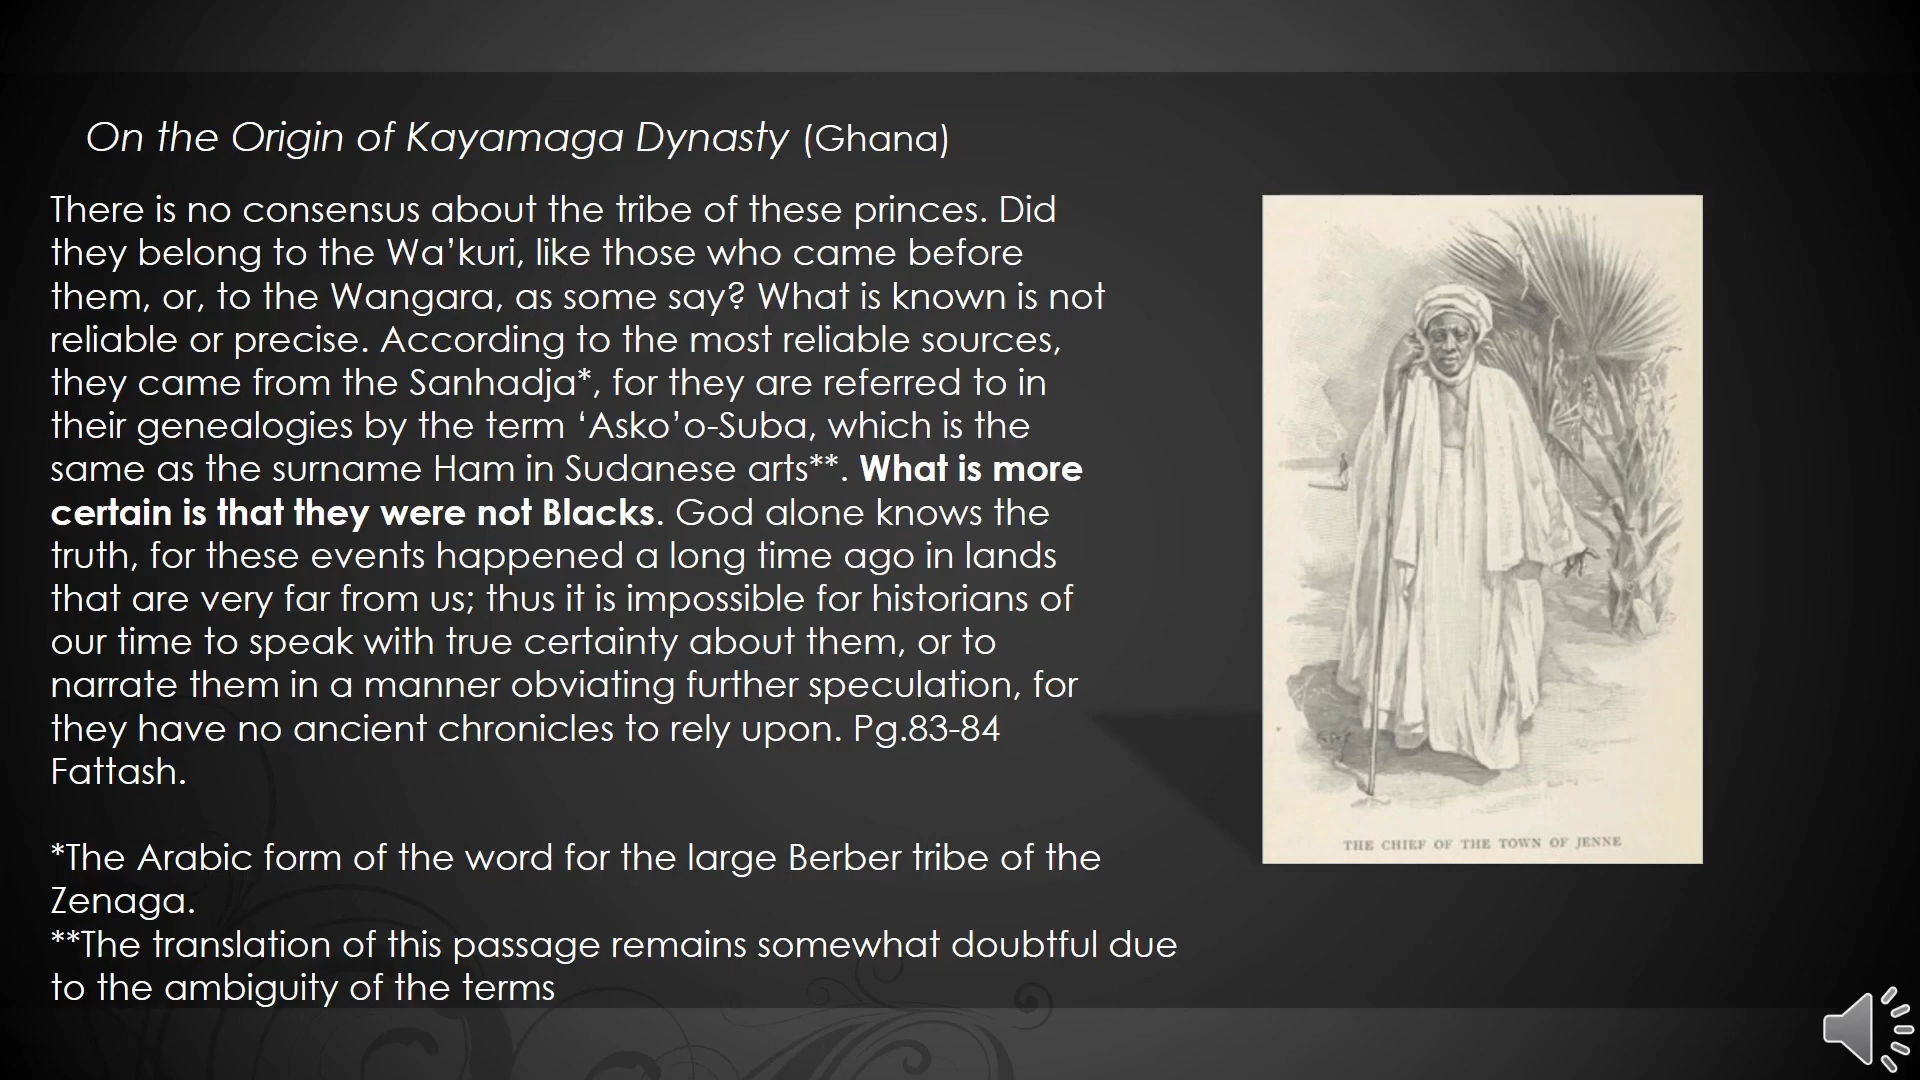 On the Origin of Kayamaga Dynasty (Ghana)
There is no consensus about the tribe of these princes. Did
they belong to the Wa’kuri, like those who came before
them, or, to the Wangara, as some say? What is known is not
reliable or precise. According to the most reliable sources,
they came from the Sanhadja*, for they are referred to in
their genealogies by the term ‘Asko’o-Suba, which is the
same as the surname Ham in Sudanese arts**. What is more
certain is that they were not Blacks. God alone knows the
truth, for these events happened a long time ago in lands
that are very far from us; thus it is impossible for historians of
our time to speak with true certainty about them, or to
narrate them in a manner obviating further speculation, for
they have no ancient chronicles to rely upon. Pg.83-84
Fattash.
*The Arabic form of the word for the large Berber tribe of the
Zenaga.
**The translation of this passage remains somewhat doubtful due
to the ambiguity of the terms
THE CHIEF OF THE TOWN OF JENNE